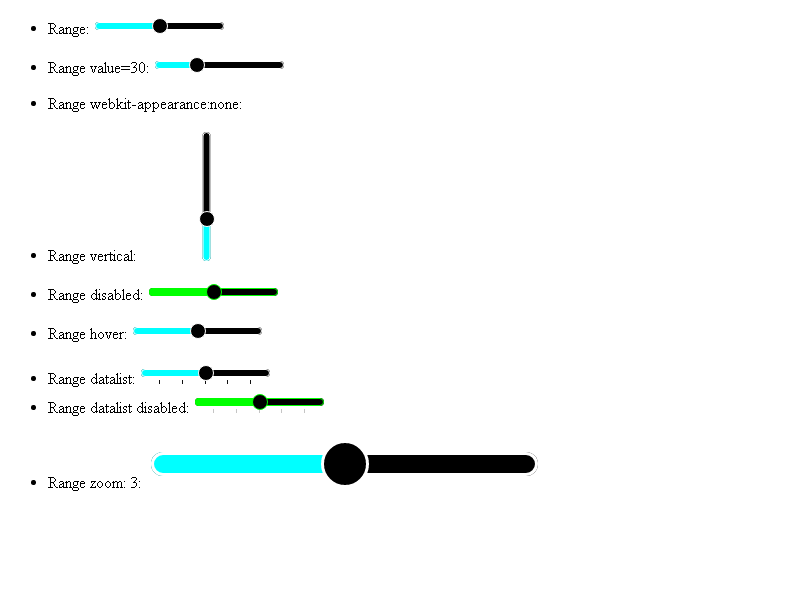 Range:
Range value=30:
Range webkit-appearance:none:
Range vertical:
Range disabled:
Range hover:
Range datalist:
Range datalist disabled:
Range zoom: 3: